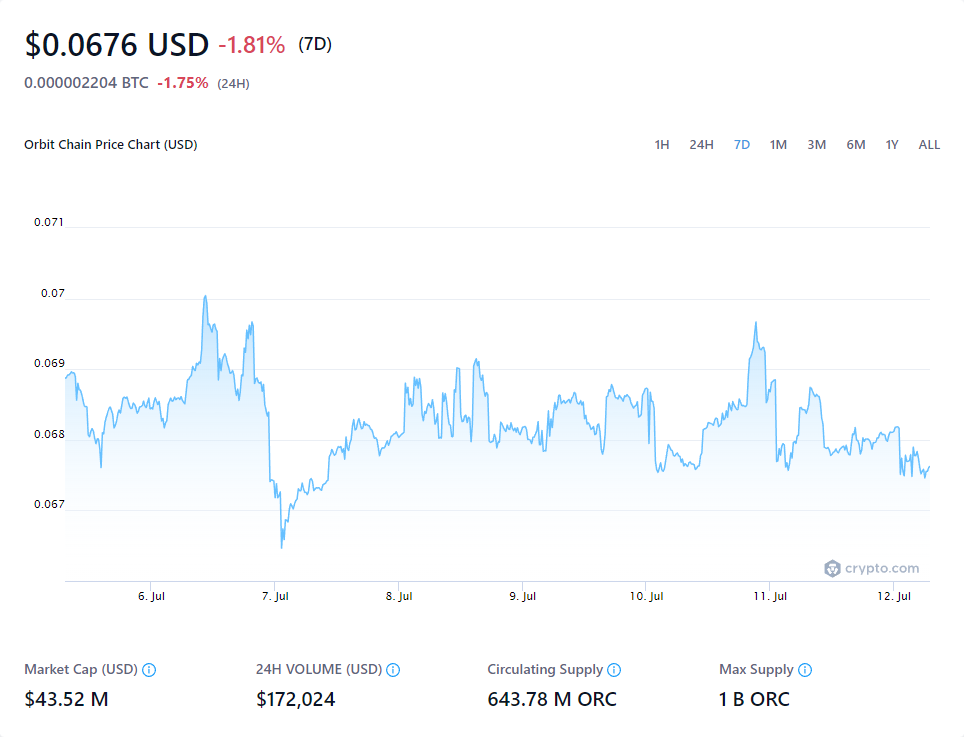 $0.0676 USD -1.81% (7D)
0.000002204 BTC -1.75% (24H)
Orbit Chain Price Chart (USD) 1H 24H 7D 1M 3M 6M 1Y ALL
0.071
0.07
0.069
0.068
0.067
crypto.com
6. Jul 7. Jul 8. Jul 9. Jul 10. Jul 11. Jul 12. Jul
Market Cap (USD) 24H VOLUME (USD) Circulating Supply Max Supply
$43.52 M $172,024 643.78 M ORC 1 B ORC